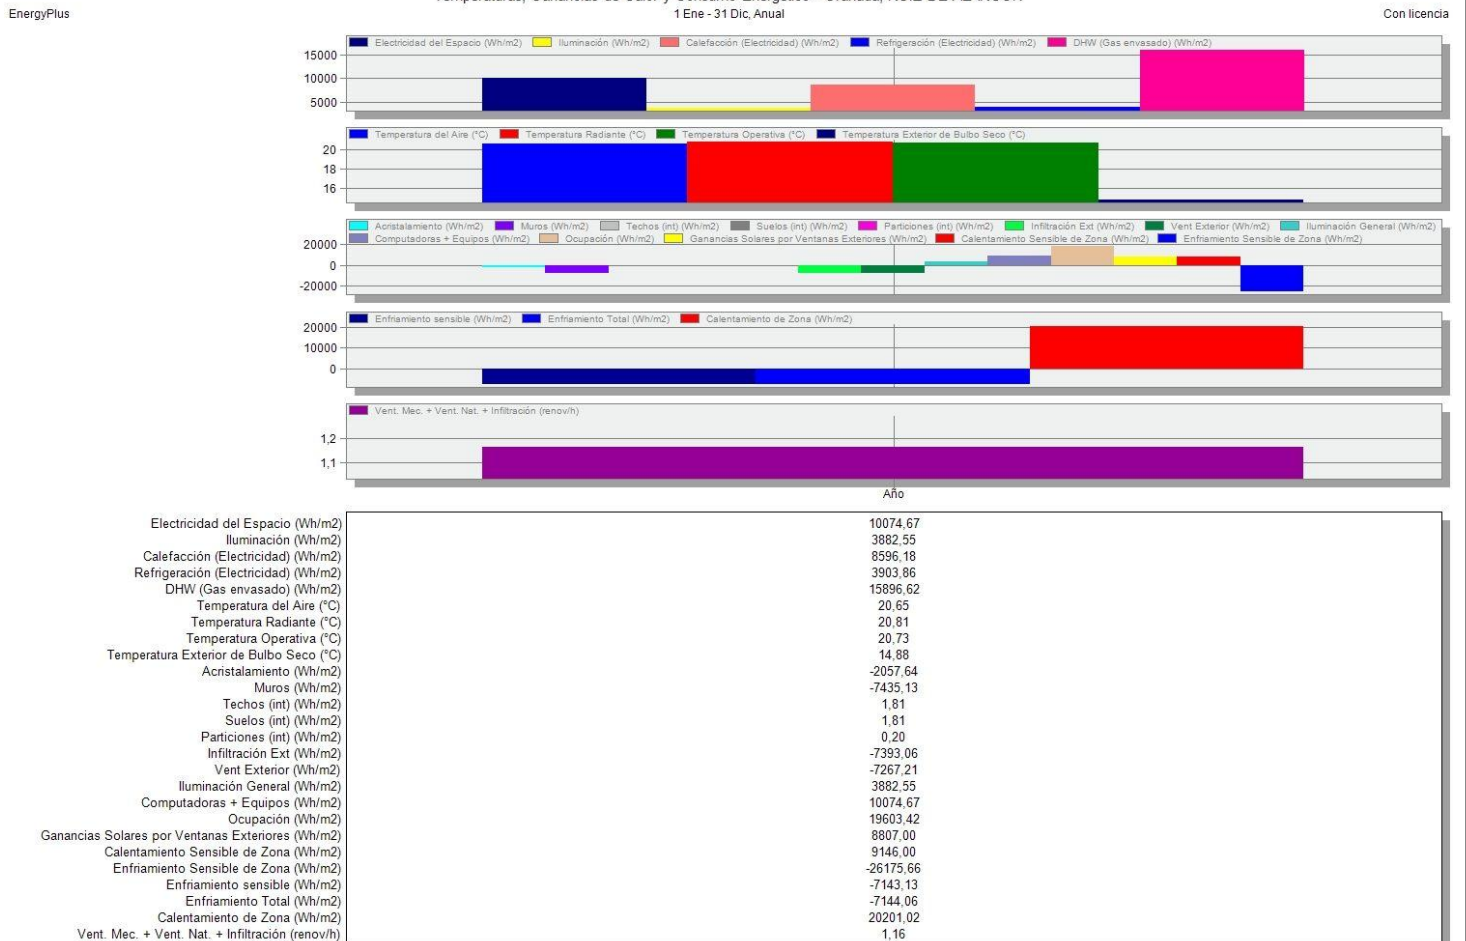 EnergyPlus
1 Ene - 31 Dic, Anual
Con licencia
Electricidad del Espacio (Wh/m2) Iluminación (Wh/m2) Calefacción (Electricidad) (Wh/m2) Refrigeración (Electricidad) (Wh/m2) DHW (Gas envasado) (Wh/m2)
15000
10000
5000
Temperatura del Aire (°C) Temperatura Radiante (°C) Temperatura Operativa (°C) Temperatura Exterior de Bulbo Seco (°C)
20
18
16
Acristalamiento (Wh/m2) Muros (Wh/m2) Techos (int) (Wh/m2) Suelos (int) (Wh/m2) Particiones (int) (Wh/m2) Infiltración Ext (Wh/m2) Vent Exterior (Wh/m2) Iluminación General (Wh/m2)
Computadoras + Equipos (Wh/m2) Ocupación (Wh/m2) Ganancias Solares por Ventanas Exteriores (Wh/m2) Calentamiento Sensible de Zona (Wh/m2) Enfriamiento Sensible de Zona (Wh/m2)
20000
0
-20000
Enfriamiento sensible (Wh/m2) Enfriamiento Total (Wh/m2) Calentamiento de Zona (Wh/m2)
20000
10000
0
Vent. Mec. + Vent. Nat. + Infiltración (renov/h)
1,2
1,1
Año
Electricidad del Espacio (Wh/m2) 10074,67
Iluminación (Wh/m2) 3882,55
Calefacción (Electricidad) (Wh/m2) 8596,18
Refrigeración (Electricidad) (Wh/m2) 3903,86
DHW (Gas envasado) (Wh/m2) 15896,62
Temperatura del Aire (°C) 20,65
Temperatura Radiante (°C) 20,81
Temperatura Operativa (°C) 20,73
Temperatura Exterior de Bulbo Seco (°C) 14,88
Acristalamiento (Wh/m2) -2057,64
Muros (Wh/m2) -7435,13
Techos (int) (Wh/m2) 1,81
Suelos (int) (Wh/m2) 1,81
Particiones (int) (Wh/m2) 0,20
Infiltración Ext (Wh/m2) -7393,06
Vent Exterior (Wh/m2) -7267,21
Iluminación General (Wh/m2) 3882,55
Computadoras + Equipos (Wh/m2) 10074,67
Ocupación (Wh/m2) 19603,42
Ganancias Solares por Ventanas Exteriores (Wh/m2) 8807,00
Calentamiento Sensible de Zona (Wh/m2) 9146,00
Enfriamiento Sensible de Zona (Wh/m2) -26175,66
Enfriamiento sensible (Wh/m2) -7143,13
Enfriamiento Total (Wh/m2) -7144,06
Calentamiento de Zona (Wh/m2) 20201,02
Vent. Mec. + Vent. Nat. + Infiltración (renov/h) 1,16